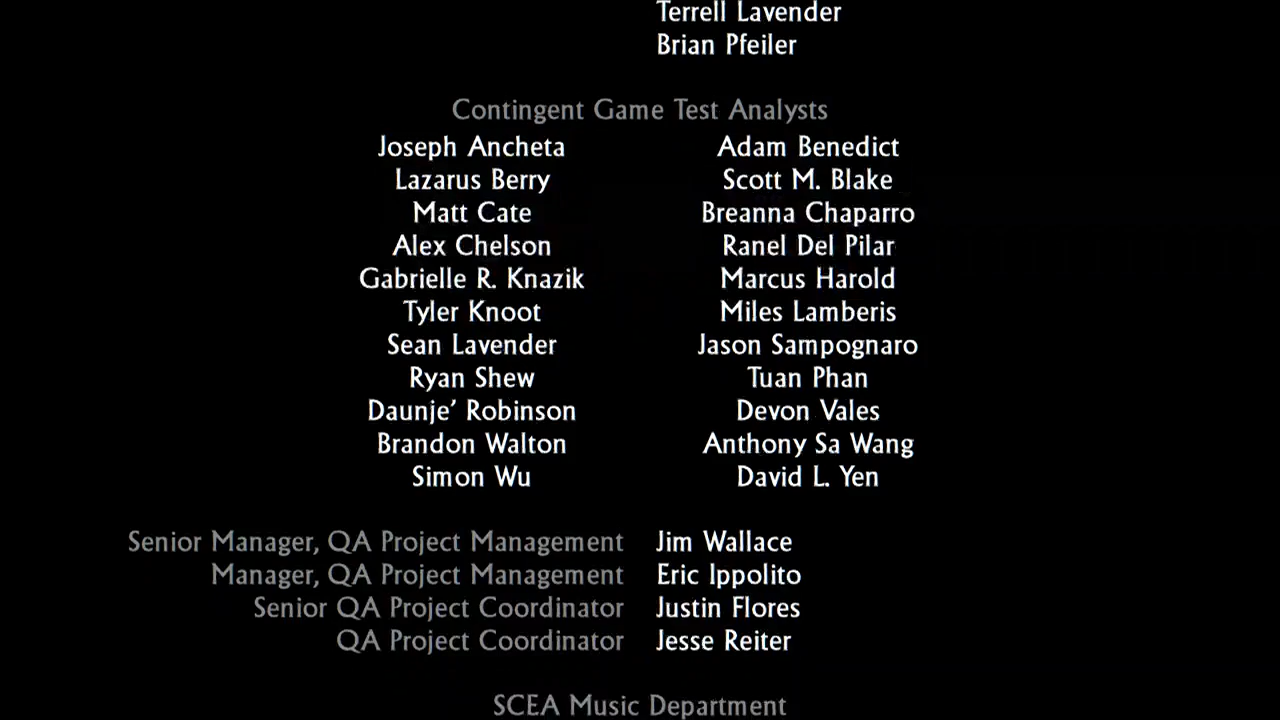 Terrell Lavender
Brian Pfeiler
Contingent Game Test Analysts
Joseph Ancheta Adam Benedict
Lazarus Berry Scott M. Blake
Matt Cate Breanna Chaparro
Alex Chelson Ranel Del Pilar
Gabrielle R. Knazik Marcus Harold
Tyler Knoot Miles Lamberis
Sean Lavender Jason Sampognaro
Ryan Shew Tuan Phan
Daunje’ Robinson Devon Vales
Brandon Walton Anthony Sa Wang
Simon Wu David L. Yen
Senior Manager, QA Project Management Jim Wallace
Manager, QA Project Management Eric Ippolito
Senior QA Project Coordinator Justin Flores
QA Project Coordinator Jesse Reiter
SCEA Music Department